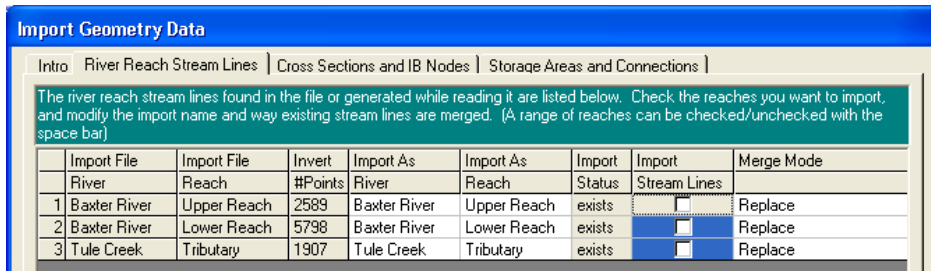 Import Geometry Data
Intro River Reach Stream Lines Cross Sections and IB Nodes Storage Areas and Connections
The river reach stream lines found in the file or generated while reading it are listed below. Check the reaches you want to import,
and modify the import name and way existing stream lines are merged. (A range of reaches can be checked/unchecked with the
space bar)
Import File Import File Invert Import As Import As Import Import Merge Mode
River Reach #Points River Reach Status Stream Lines
1 Baxter River Upper Reach 2589 Baxter River Upper Reach exists Replace
2 Baxter River Lower Reach 5798 Baxter River Lower Reach exists Replace
3 Tule Creek Tributary 1907 Tule Creek Tributary exists Replace